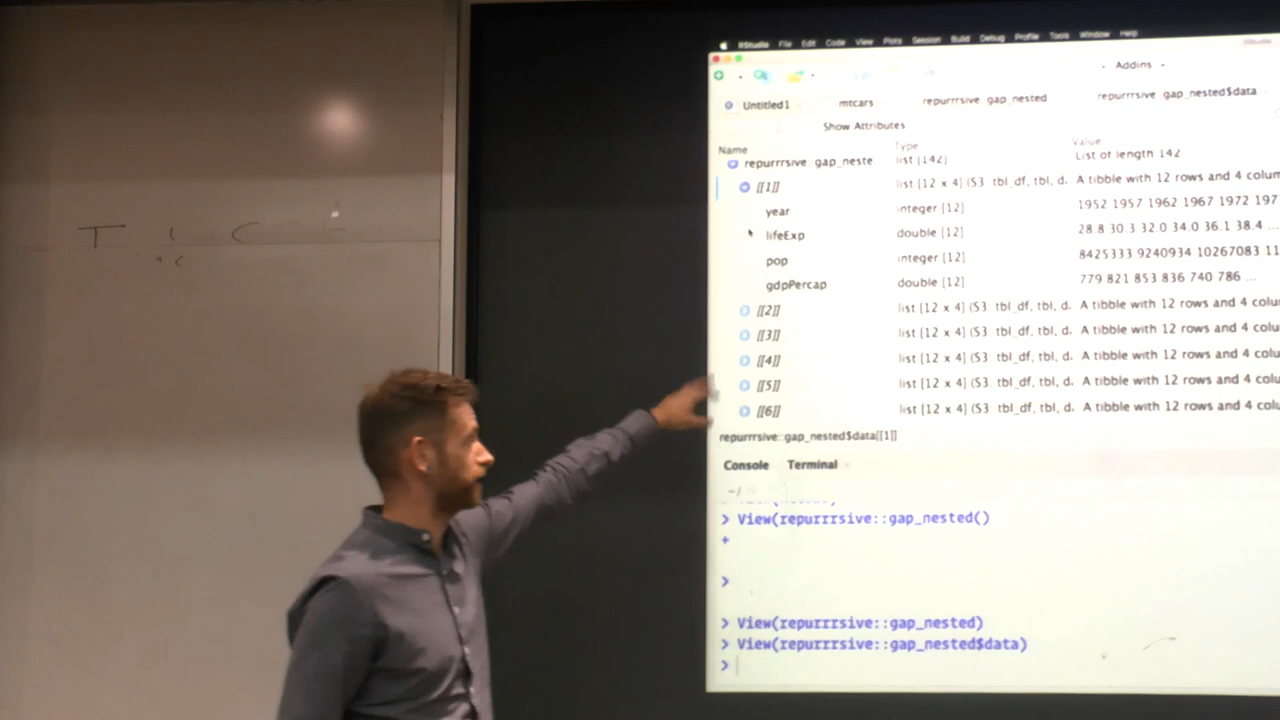 T C
RStudio File Edit Code View Plots Session Build Debug Profile Tools Window Help
RStudio
Addins
Untitled1 mtcars repurrrsive gap_nested repurrrsive gap_nested$data
Show Attributes
Name Type Value
repurrrsive gap_neste list [142] List of length 142
[[1]] list [12 x 4] (S3 tbl_df, tbl, d. A tibble with 12 rows and 4 colum
year integer [12] 1952 1957 1962 1967 1972 197
lifeExp double [12] 28.8 30.3 32.0 34.0 36.1 38.4 ...
pop integer [12] 8425333 9240934 10267083 11
gdpPercap double [12] 779 821 853 836 740 786 ...
[[2]] list [12 x 4] (S3 tbl_df, tbl, d. A tibble with 12 rows and 4 colu
[[3]] list [12 x 4] (S3 tbl_df, tbl, d. A tibble with 12 rows and 4 colu
[[4]] list [12 x 4] (S3 tbl_df, tbl, d. A tibble with 12 rows and 4 colu
[[5]] list [12 x 4] (S3 tbl_df, tbl, d. A tibble with 12 rows and 4 colu
[[6]] list [12 x 4] (S3 tbl_df, tbl, d. A tibble with 12 rows and 4 colu
repurrrsive::gap_nested$data[[1]]
Console Terminal
~/
> View(repurrrsive::gap_nested()
+
>
> View(repurrrsive::gap_nested)
> View(repurrrsive::gap_nested$data)
>